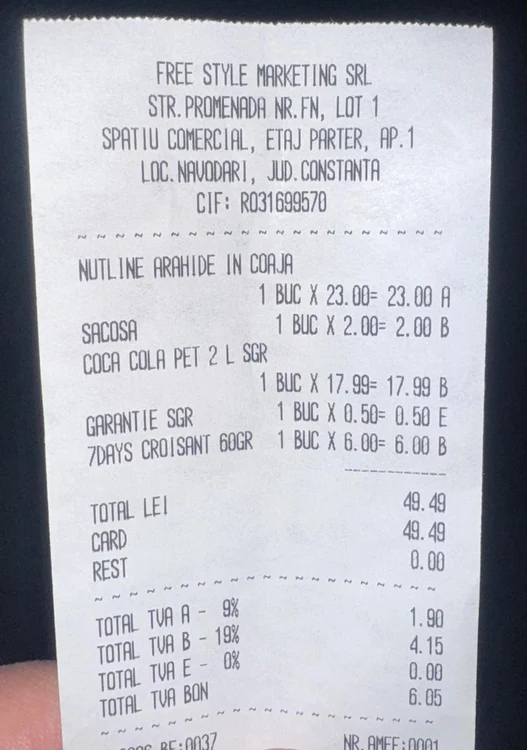 FREE STYLE MARKETING SRL
STR.PROMENADA NR.FN, LOT 1
SPATIU COMERCIAL, ETAJ PARTER, AP.1
LOC.NAVODARI, JUD.CONSTANTA
CIF: RO31699570
~ ~ ~ ~ ~ ~ ~ ~ ~ ~ ~ ~ ~ ~ ~ ~ ~ ~ ~ ~
NUTLINE ARAHIDE IN COAJA
1 BUC X 23.00= 23.00 A
SACOSA 1 BUC X 2.00= 2.00 B
COCA COLA PET 2 L SGR
1 BUC X 17.99= 17.99 B
GARANTIE SGR 1 BUC X 0.50= 0.50 E
7DAYS CROISANT 60GR 1 BUC X 6.00= 6.00 B
--------------
TOTAL LEI 49.49
CARD 49.49
REST 0.00
~ ~ ~ ~ ~ ~ ~ ~ ~ ~ ~ ~ ~ ~ ~ ~ ~ ~ ~ ~
TOTAL TVA A - 9% 1.90
TOTAL TVA B - 19% 4.15
TOTAL TVA E - 0% 0.00
TOTAL TVA BON 6.05
~ ~ ~ ~ ~ ~ ~ ~ ~ ~ ~ ~ ~ ~ ~ ~ ~ ~ ~ ~
BF:0037 NR.AMEF:0001